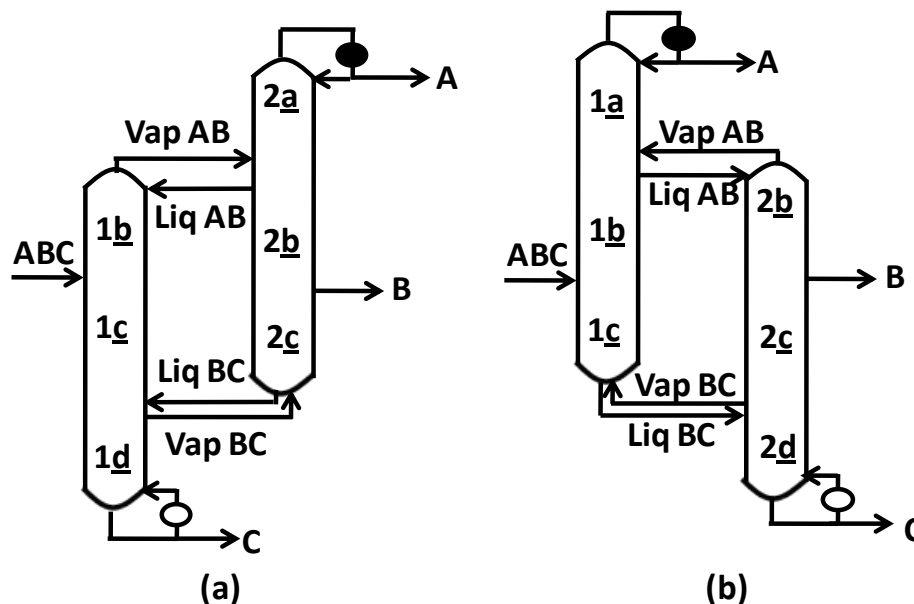 2a
A
Vap AB
Liq AB
1b
2b
ABC
B
1c
2c
Liq BC
Vap BC
1d
C
(a)
A
1a
Vap AB
Liq AB
2b
1b
ABC
B
1c
2c
Vap BC
Liq BC
2d
C
(b)